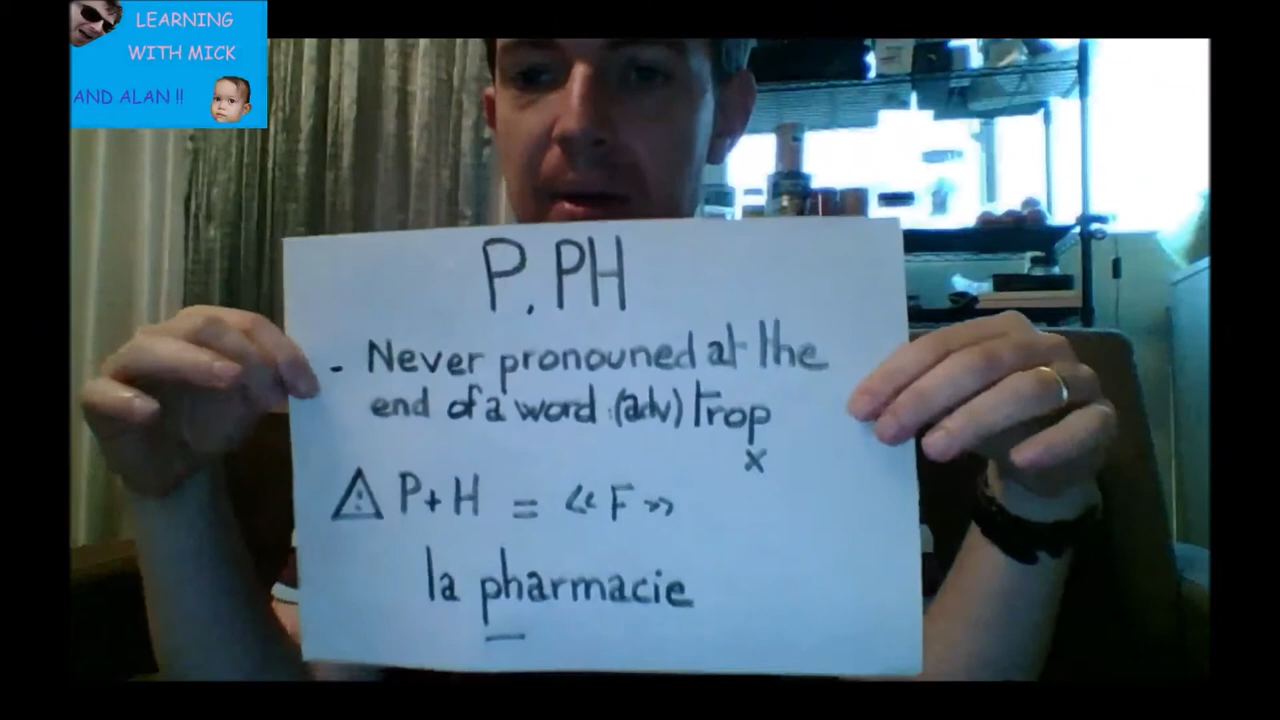 LEARNING
WITH MICK
AND ALAN !!
P, PH
- Never pronouned at the
end of a word (adv) trop
x
⚠ P+H = « F »
la pharmacie